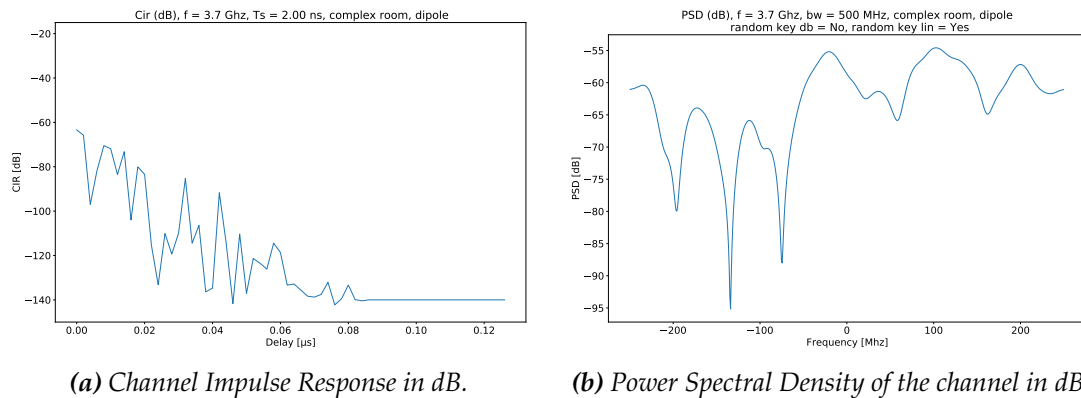 Cir (dB), f = 3.7 Ghz, Ts = 2.00 ns, complex room, dipole
−20
−40
−60
−80
−100
−120
−140
CIR [dB]
0.00 0.02 0.04 0.06 0.08 0.10 0.12
Delay [µs]
(a) Channel Impulse Response in dB.
PSD (dB), f = 3.7 Ghz, bw = 500 MHz, complex room, dipole
random key db = No, random key lin = Yes
−55
−60
−65
−70
−75
−80
−85
−90
−95
PSD [dB]
−200 −100 0 100 200
Frequency [Mhz]
(b) Power Spectral Density of the channel in dB